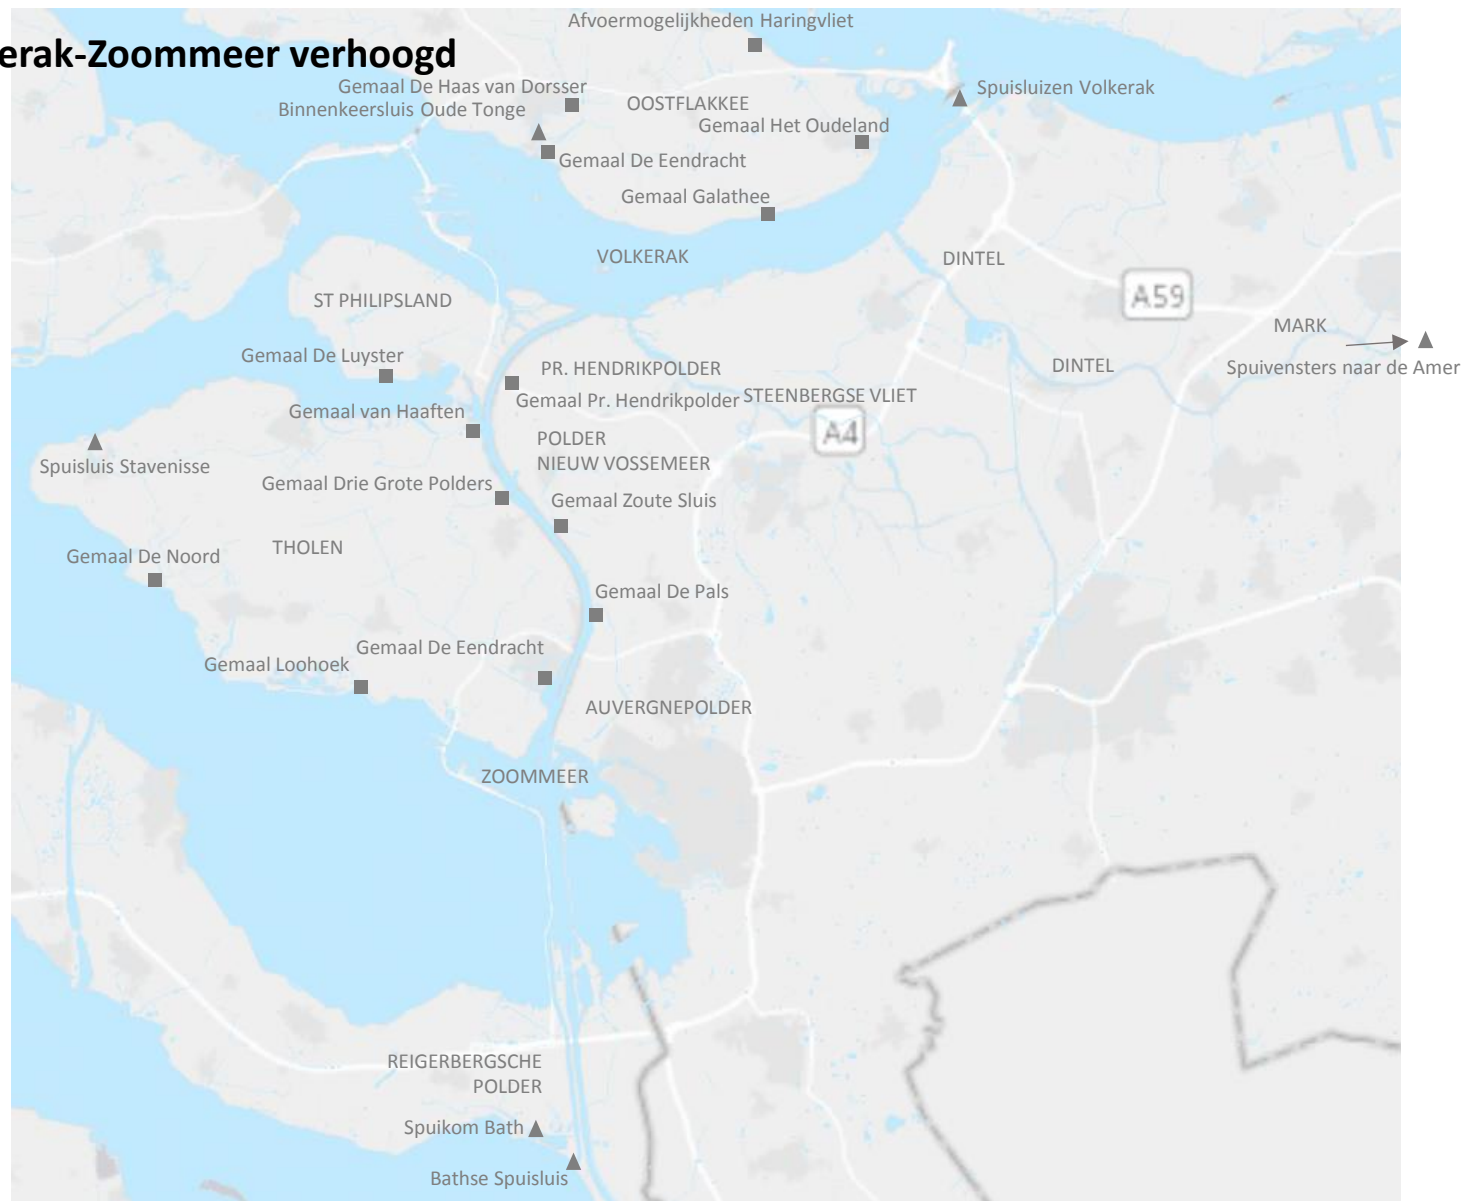 Afvoermogelijkheden Haringvliet
erak-Zoommeer verhoogd
Gemaal De Haas van Dorsser
Spuisluizen Volkerak
Binnenkeersluis Oude Tonge
OOSTFLAKKEE
Gemaal Het Oudeland
Gemaal De Eendracht
Gemaal Galathee
VOLKERAK
DINTEL
ST PHILIPSLAND
A59
MARK
Gemaal De Luyster
PR. HENDRIKPOLDER
DINTEL
Spuivensters naar de Amer
Gemaal Pr. Hendrikpolder
STEENBERGSE VLIET
Gemaal van Haaften
A4
POLDER
NIEUW VOSSEMEER
Spuisluis Stavenisse
Gemaal Drie Grote Polders
Gemaal Zoute Sluis
THOLEN
Gemaal De Noord
Gemaal De Pals
Gemaal De Eendracht
Gemaal Loohoek
AUVERGNEPOLDER
ZOOMMEER
REIGERBERGSCHE
POLDER
Spuikom Bath
Bathse Spuisluis